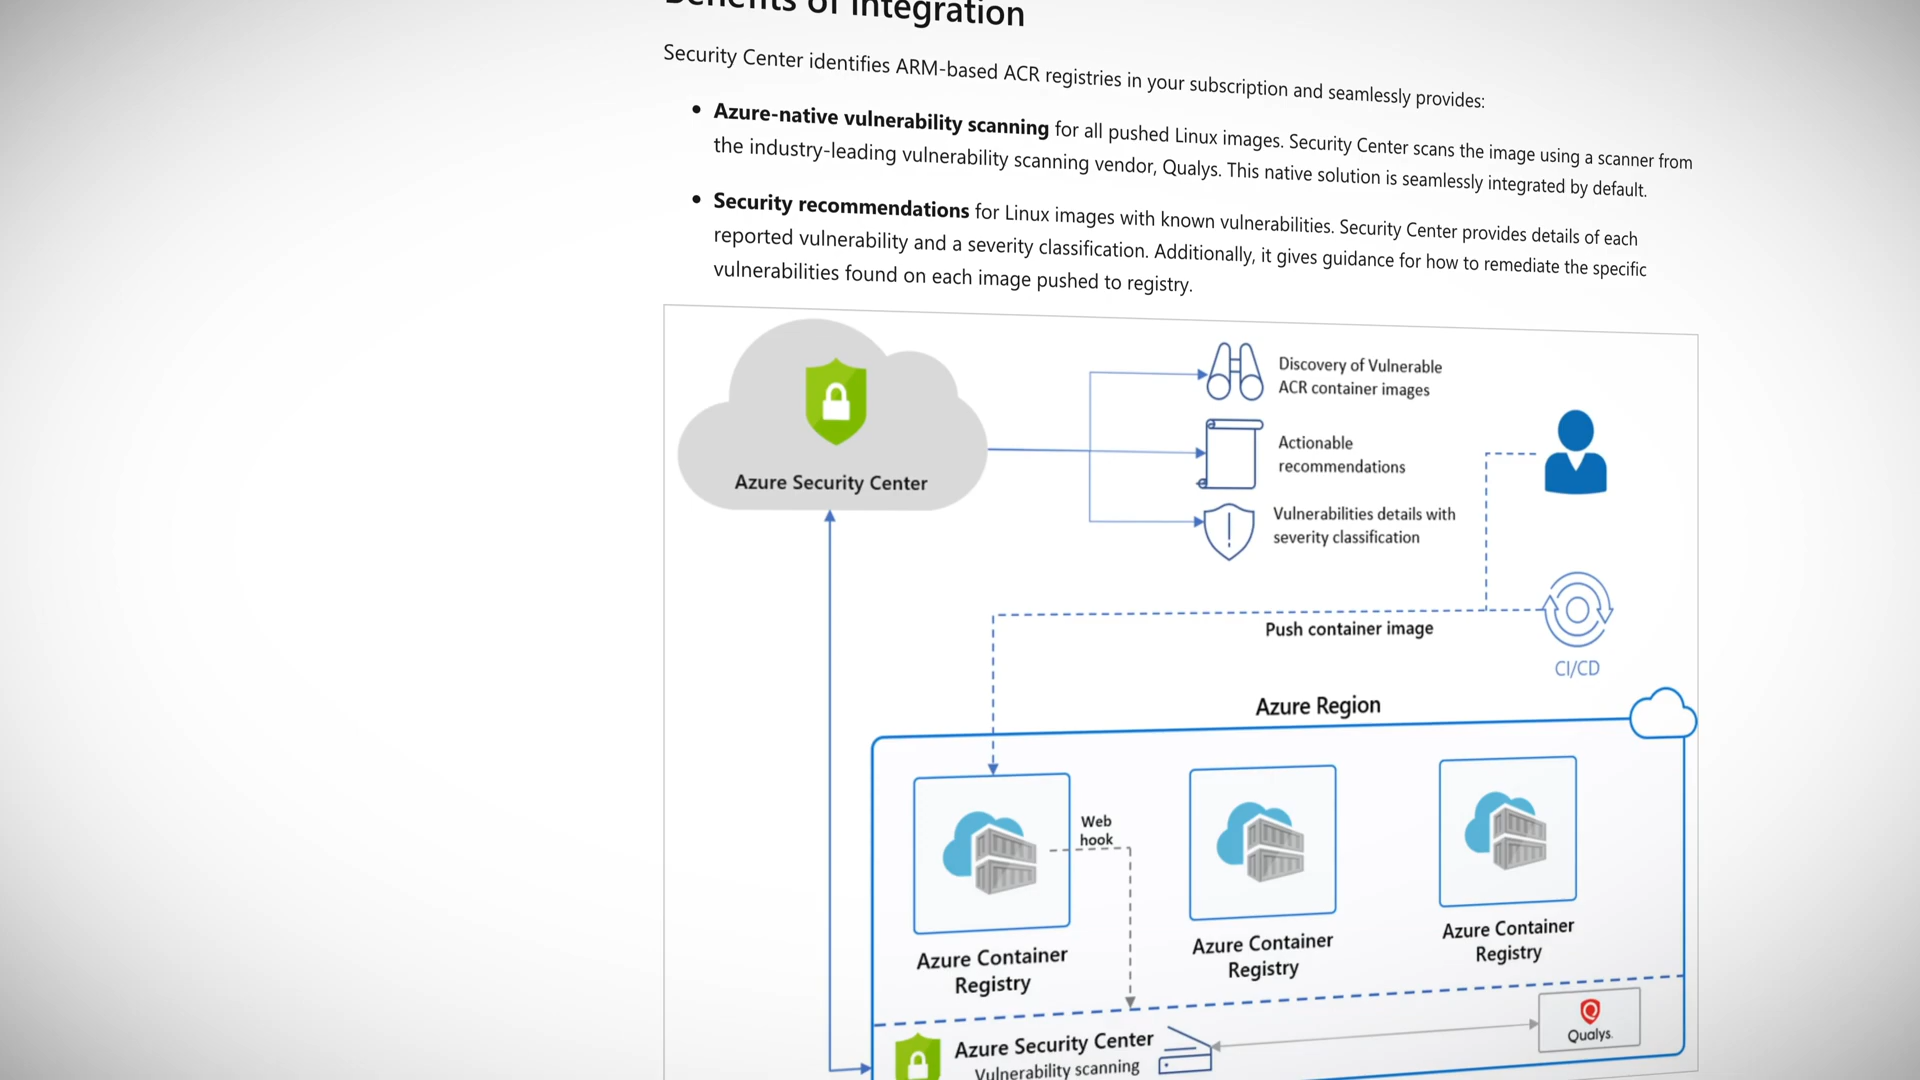 Benefits of Integration
Security Center identifies ARM-based ACR registries in your subscription and seamlessly provides:
• Azure-native vulnerability scanning for all pushed Linux images. Security Center scans the image using a scanner from
the industry-leading vulnerability scanning vendor, Qualys. This native solution is seamlessly integrated by default.
• Security recommendations for Linux images with known vulnerabilities. Security Center provides details of each
reported vulnerability and a severity classification. Additionally, it gives guidance for how to remediate the specific
vulnerabilities found on each image pushed to registry.
Azure Security Center
Discovery of Vulnerable
ACR container images
Actionable
recommendations
Vulnerabilities details with
severity classification
Push container image
CI/CD
Azure Region
Web
hook
Azure Container
Registry
Azure Container
Registry
Azure Container
Registry
Azure Security Center
Vulnerability scanning
Qualys.